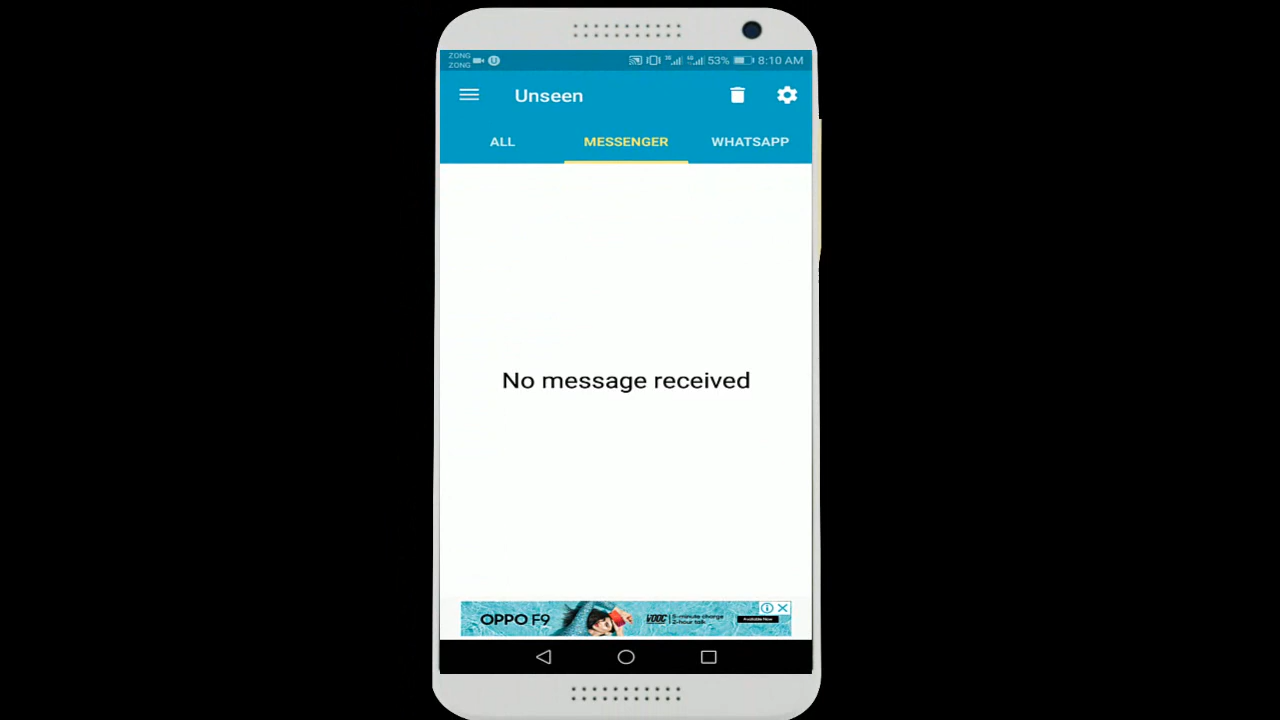 ZONG
ZONG
53% 8:10 AM
Unseen
ALL MESSENGER WHATSAPP
No message received
OPPO F9 VOOC 5-minute charge
2-hour talk
Available Now